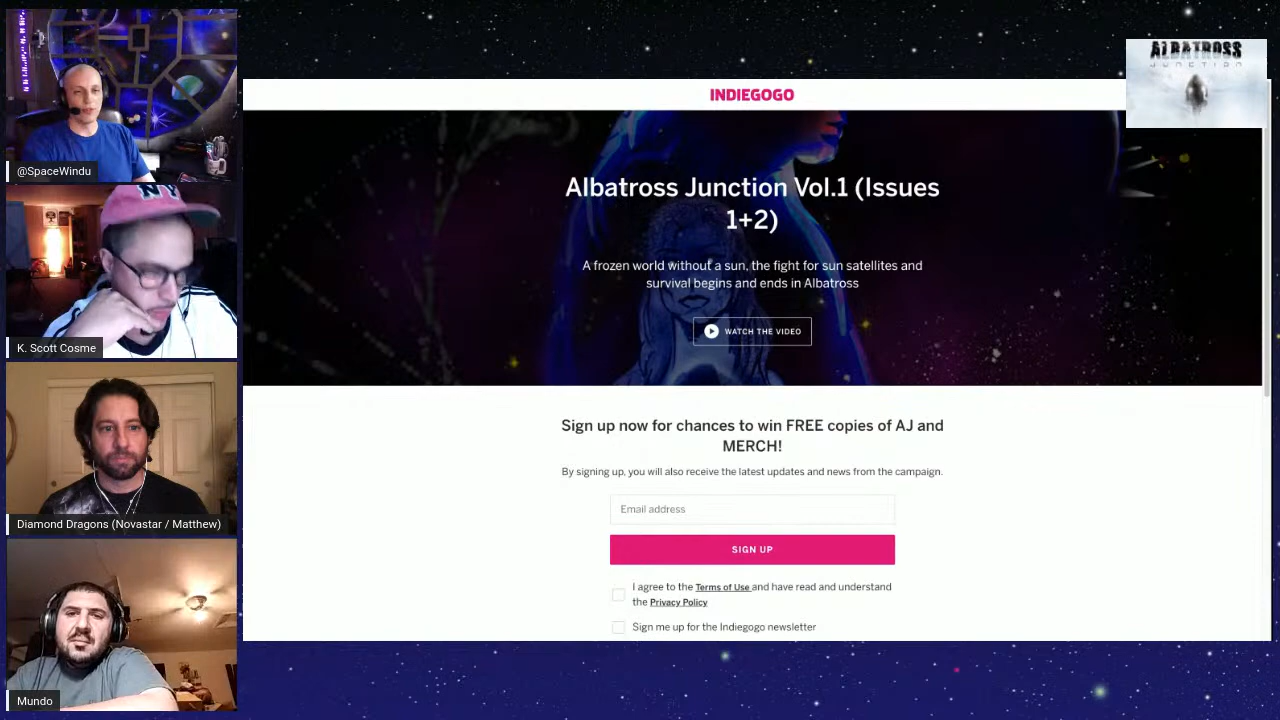 @SpaceWindu
K. Scott Cosme
Diamond Dragons (Novastar / Matthew)
Mundo
INDIEGOGO
Albatross Junction Vol.1 (Issues
1+2)
A frozen world without a sun, the fight for sun satellites and
survival begins and ends in Albatross
WATCH THE VIDEO
Sign up now for chances to win FREE copies of AJ and
MERCH!
By signing up, you will also receive the latest updates and news from the campaign.
Email address
SIGN UP
I agree to the Terms of Use and have read and understand
the Privacy Policy
Sign me up for the Indiegogo newsletter
ALBATROSS
JUNCTION